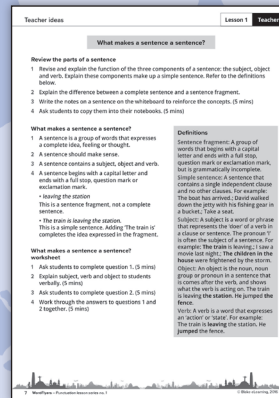 Teacher ideas
Lesson 1
Teacher
What makes a sentence a sentence?
Review the parts of a sentence
1 Revise and explain the function of the three components of a sentence: the subject, object
and verb. Explain these components make up a simple sentence. Refer to the definitions
below.
2 Explain the difference between a complete sentence and a sentence fragment.
3 Write the notes on a sentence on the whiteboard to reinforce the concepts. (5 mins)
4 Ask students to copy them into their notebooks. (5 mins)
What makes a sentence a sentence?
1 A sentence is a group of words that expresses
a complete idea, feeling or thought.
2 A sentence should make sense.
3 A sentence contains a subject, object and verb.
4 A sentence begins with a capital letter and
ends with a full stop, question mark or
exclamation mark.
• leaving the station
This is a sentence fragment, not a complete
sentence.
• The train is leaving the station.
This is a simple sentence. Adding 'The train is'
completes the idea expressed in the fragment.
What makes a sentence a sentence?
worksheet
1 Ask students to complete question 1. (5 mins)
2 Explain subject, verb and object to students
verbally. (5 mins)
3 Ask students to complete question 2. (5 mins)
4 Work through the answers to questions 1 and
2 together. (5 mins)
Definitions
Sentence fragment: A group of
words that begins with a capital
letter and ends with a full stop,
question mark or exclamation mark,
but is grammatically incomplete.
Simple sentence: A sentence that
contains a single independent clause
and no other clauses. For example:
The boat has arrived.; David walked
down the jetty with his fishing gear in
a bucket.; Take a seat.
Subject: A subject is a word or phrase
that represents the 'doer' of a verb in
a clause or sentence. The pronoun 'I'
is often the subject of a sentence. For
example: The train is leaving.; I saw a
movie last night.; The children in the
house were frightened by the storm.
Object: An object is the noun, noun
group or pronoun in a sentence that
is comes after the verb, and shows
what the verb is acting on. The train
is leaving the station. He jumped the
fence.
Verb: A verb is a word that expresses
an 'action' or 'state'. For example:
The train is leaving the station. He
jumped the fence.
7 WordFlyers – Punctuation lesson series no. 1
© Blake eLearning, 2016